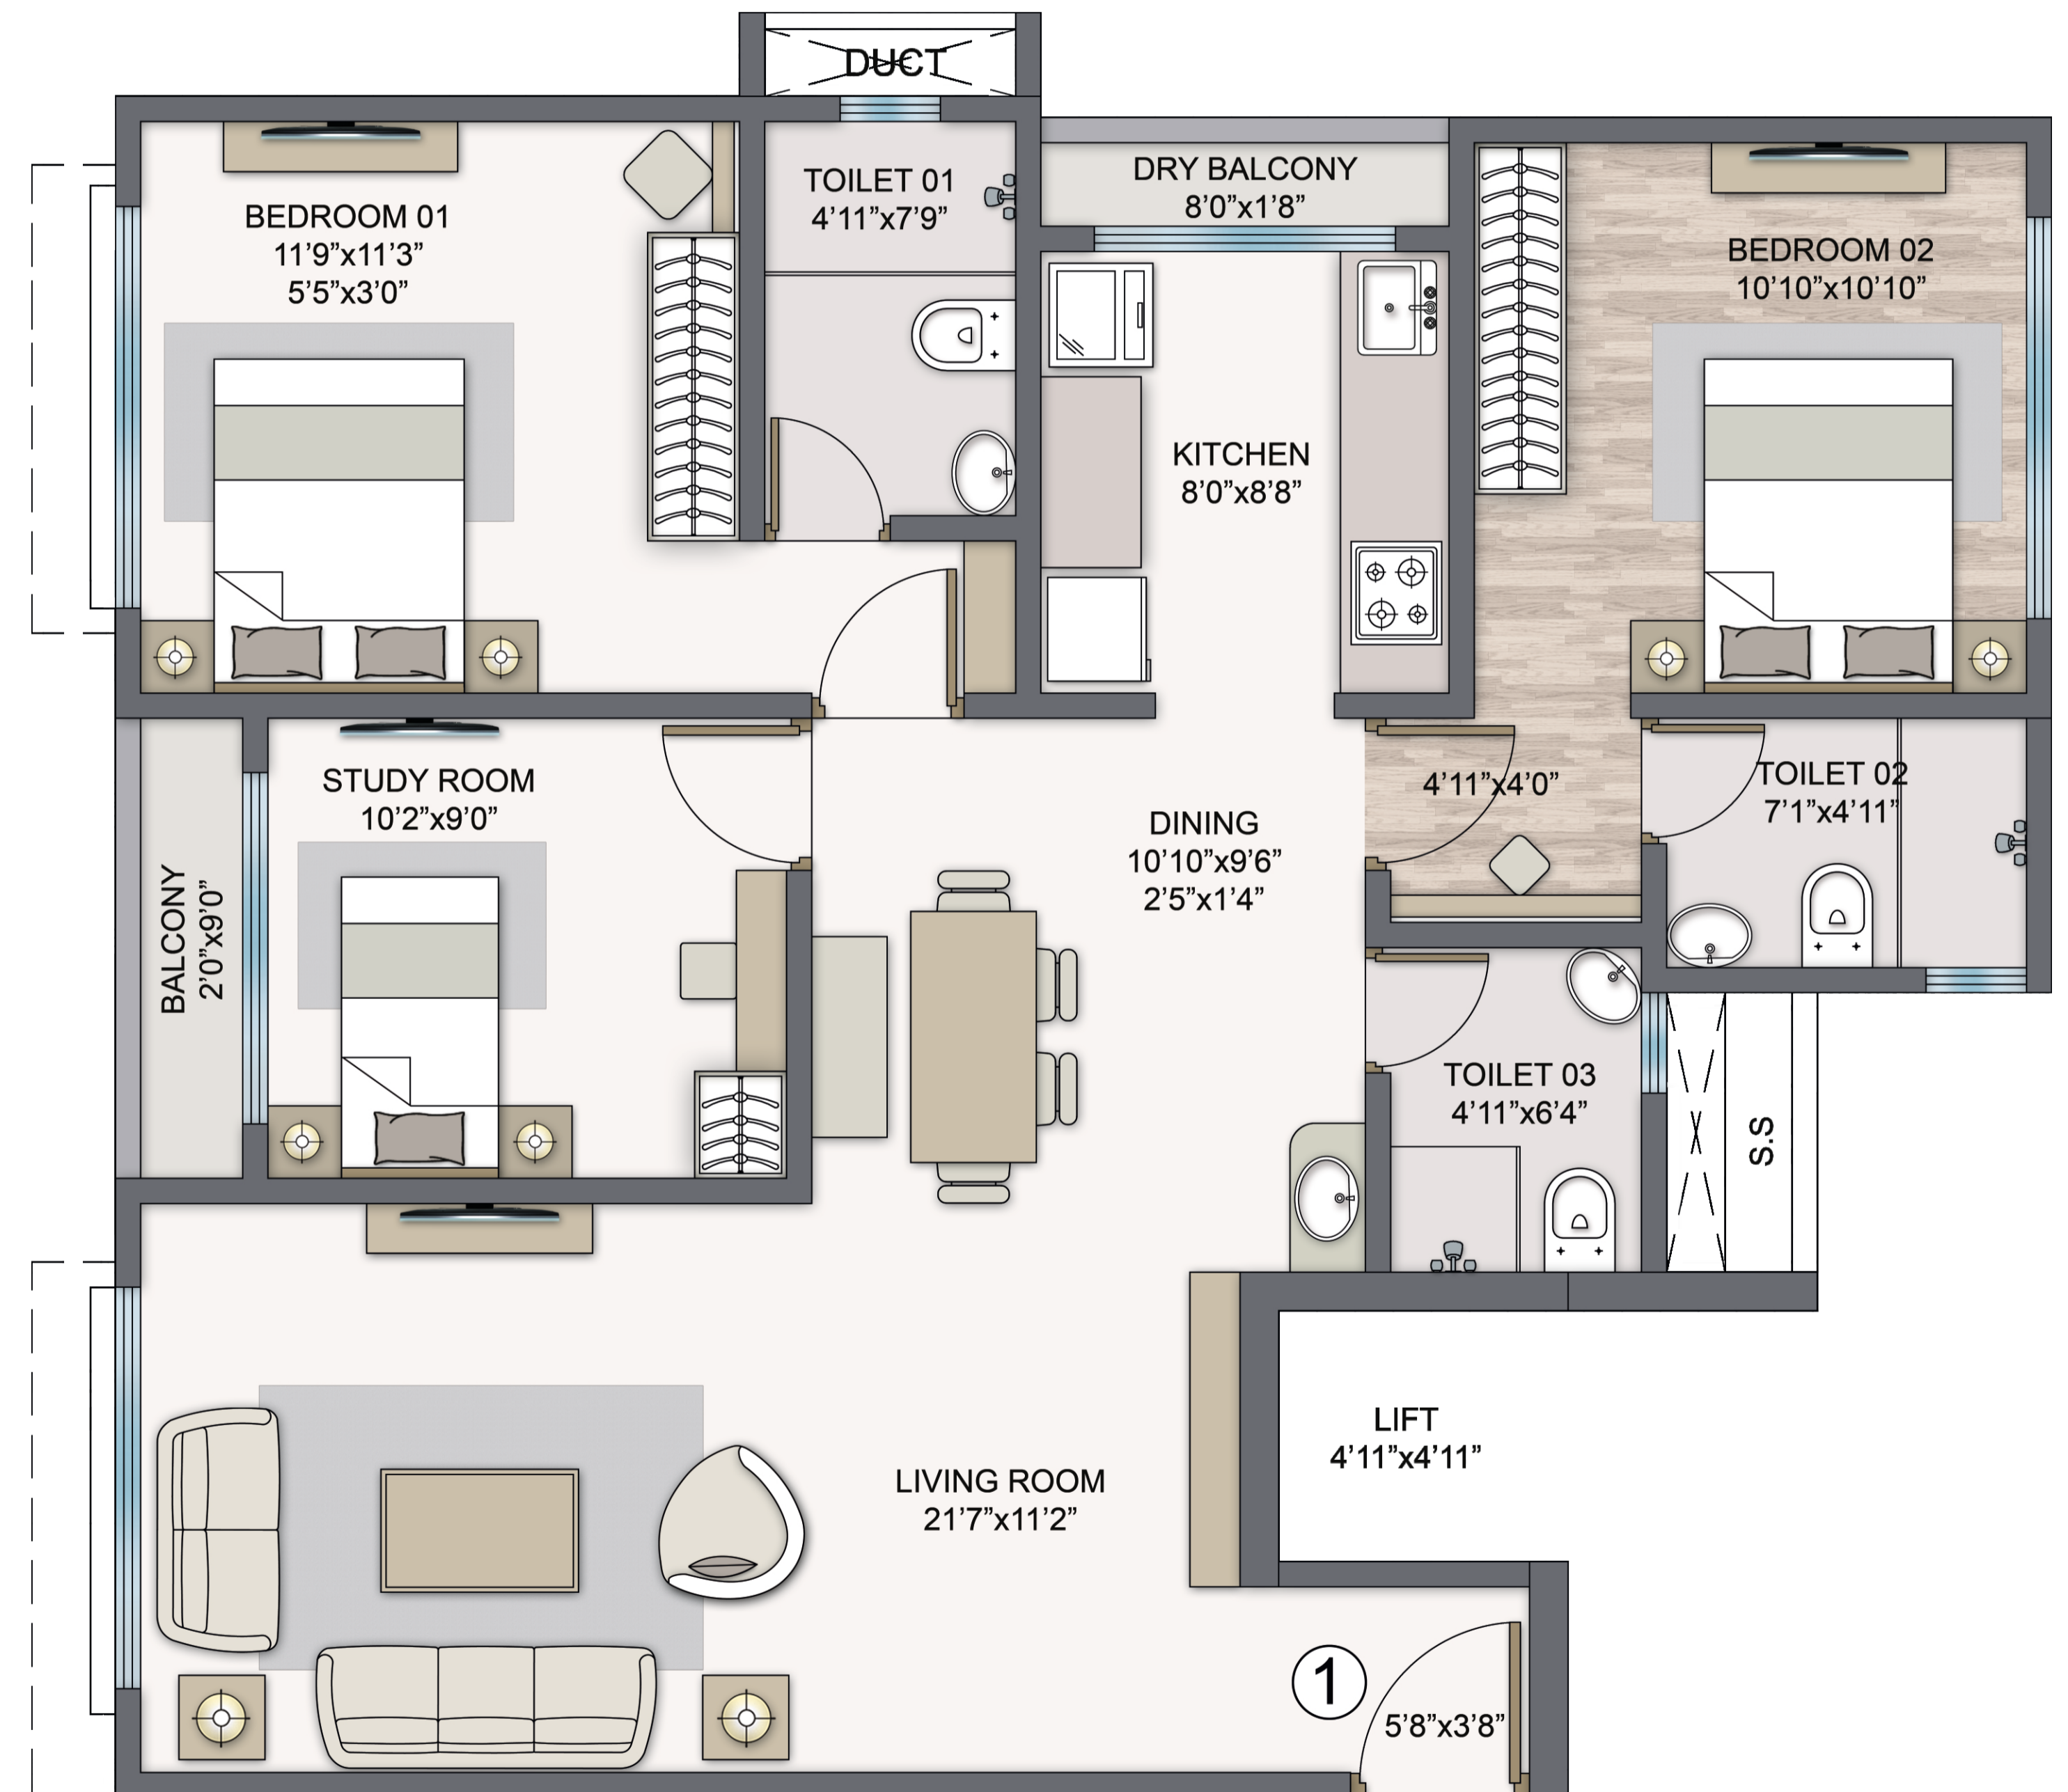 DUCT
TOILET 01
4'11”x7'9”
DRY BALCONY
8'0”x1'8”
BEDROOM 01
11'9”x11'3”
5'5”x3'0”
BEDROOM 02
10'10”x10'10”
KITCHEN
8'0”x8'8”
STUDY ROOM
10'2”x9'0”
4'11”x4'0”
TOILET 02
7'1”x4'11”
DINING
10'10”x9'6”
2'5”x1'4”
BALCONY
2'0”x9'0”
TOILET 03
4'11”x6'4”
S.S
LIFT
4'11”x4'11”
LIVING ROOM
21'7”x11'2”
1
5'8”x3'8”